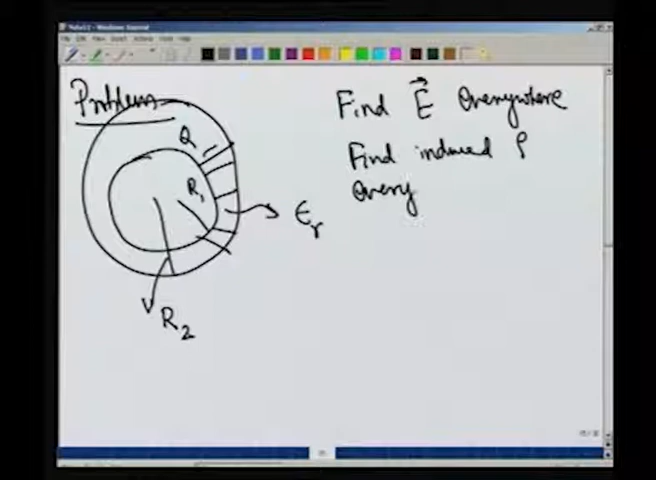 Problem
Find E⃗ everywhere
Find induced ρ
every
Q
R₁
ϵᵣ
R₂